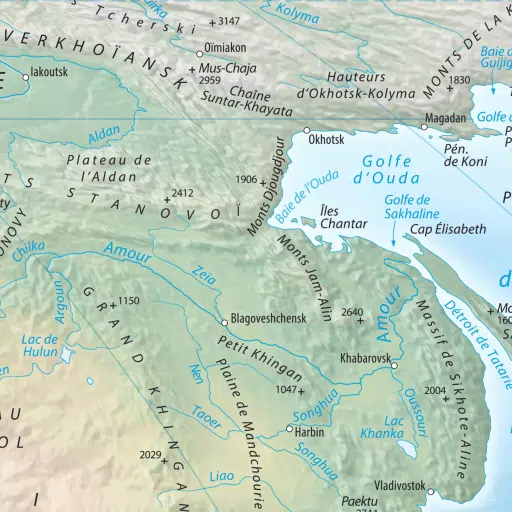 Tcherski
+3147
Kolyma
VERKHOÏANSK
Oïmiakon
Mus-Chaja
2959
Iakoutsk
Chaîne
Suntar-Khayata
Hauteurs
d'Okhotsk-Kolyma
MONTS DE LA K
1830
Baie de
Guijig
Golfe
Magadan
Okhotsk
Pén.
de Koni
Aldan
Plateau de
l'Aldan
Golfe
d'Ouda
1906
Monts Djougdjour
Baie de l'Ouda
TS STANOVOÏ
2412
Îles
Chantar
Golfe de
Sakhaline
Cap Élisabeth
ONOVY
Chilka
Amour
Zeïa
Monts Jam-Alin
Argoun
GRAND KHINGAN
1150
Blagoveshchensk
2640
Amour
Détroit de Tatarie
Massif de Sikhote-Aline
Lac de
Hulun
Petit Khingan
Khabarovsk
Nen
Plaine de Mandchourie
1047
Songhua
2004
Oussouri
Taoer
Harbin
Lac
Khanka
2029
Songhua
Liao
Vladivostok
Paektu
2744